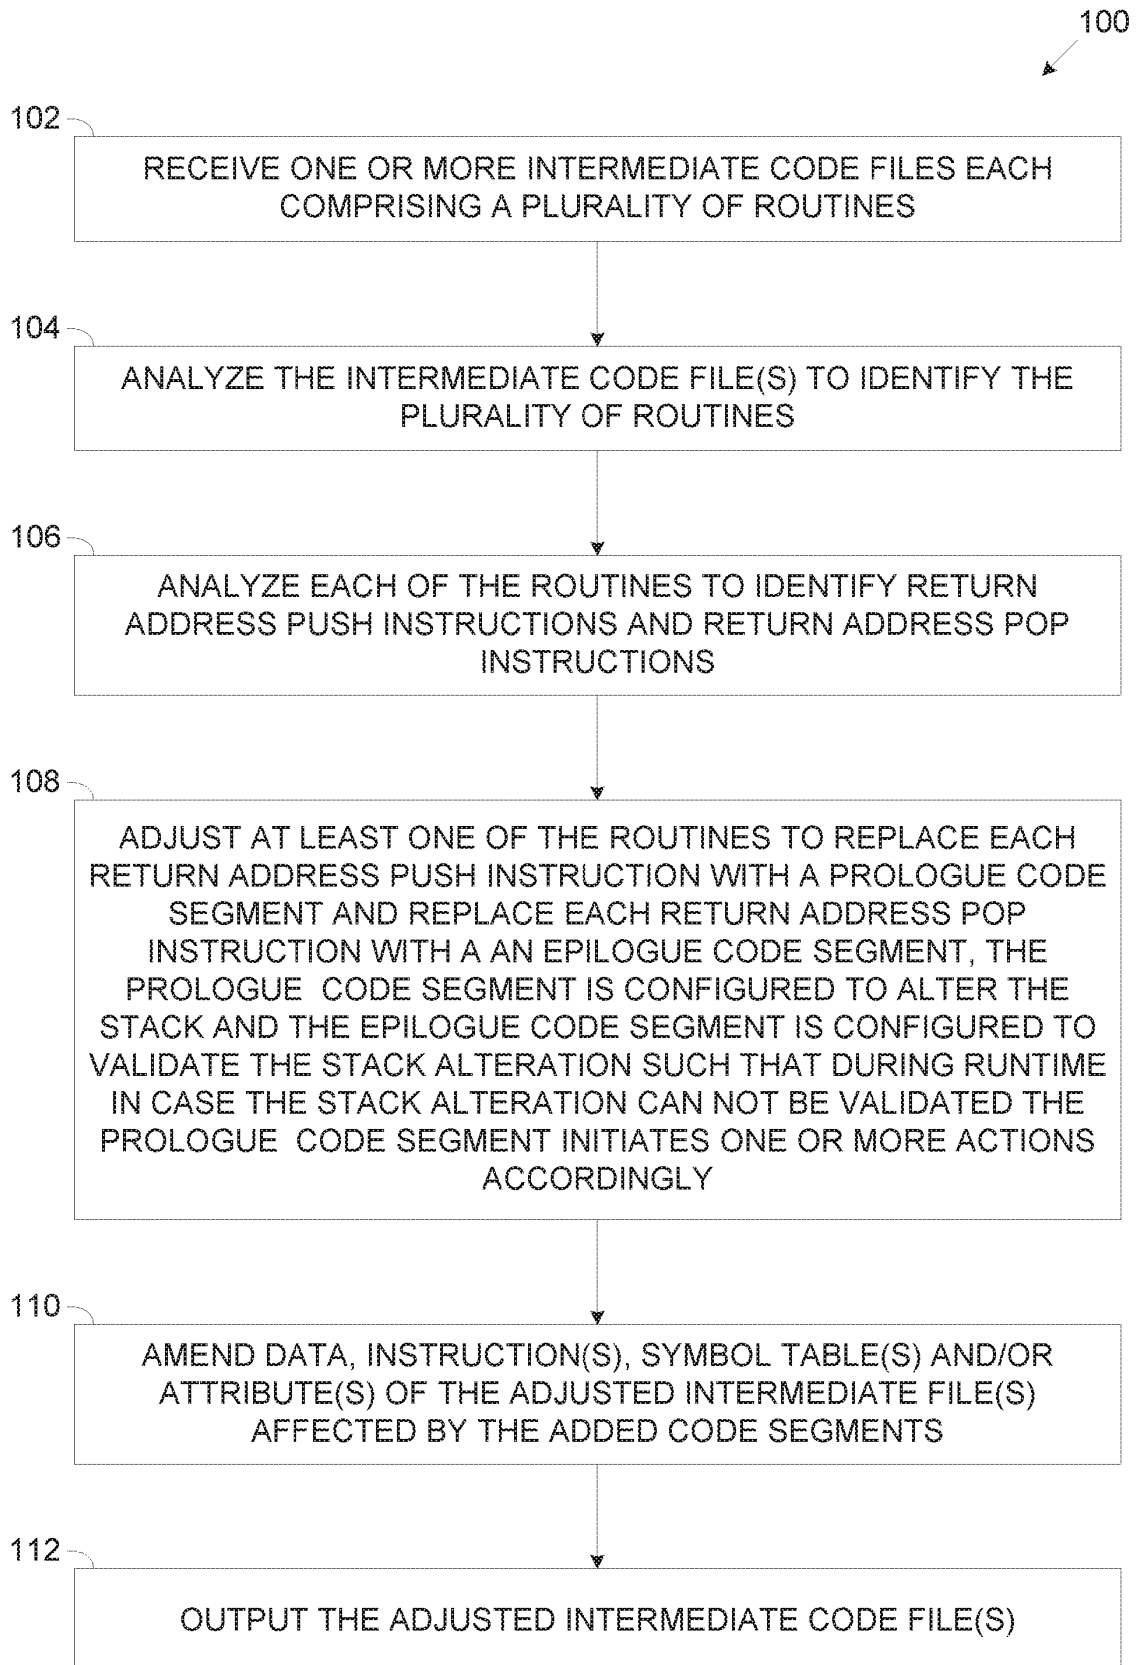 100
102
RECEIVE ONE OR MORE INTERMEDIATE CODE FILES EACH
COMPRISING A PLURALITY OF ROUTINES
104
ANALYZE THE INTERMEDIATE CODE FILE(S) TO IDENTIFY THE
PLURALITY OF ROUTINES
106
ANALYZE EACH OF THE ROUTINES TO IDENTIFY RETURN
ADDRESS PUSH INSTRUCTIONS AND RETURN ADDRESS POP
INSTRUCTIONS
108
ADJUST AT LEAST ONE OF THE ROUTINES TO REPLACE EACH
RETURN ADDRESS PUSH INSTRUCTION WITH A PROLOGUE CODE
SEGMENT AND REPLACE EACH RETURN ADDRESS POP
INSTRUCTION WITH A AN EPILOGUE CODE SEGMENT, THE
PROLOGUE CODE SEGMENT IS CONFIGURED TO ALTER THE
STACK AND THE EPILOGUE CODE SEGMENT IS CONFIGURED TO
VALIDATE THE STACK ALTERATION SUCH THAT DURING RUNTIME
IN CASE THE STACK ALTERATION CAN NOT BE VALIDATED THE
PROLOGUE CODE SEGMENT INITIATES ONE OR MORE ACTIONS
ACCORDINGLY
110
AMEND DATA, INSTRUCTION(S), SYMBOL TABLE(S) AND/OR
ATTRIBUTE(S) OF THE ADJUSTED INTERMEDIATE FILE(S)
AFFECTED BY THE ADDED CODE SEGMENTS
112
OUTPUT THE ADJUSTED INTERMEDIATE CODE FILE(S)